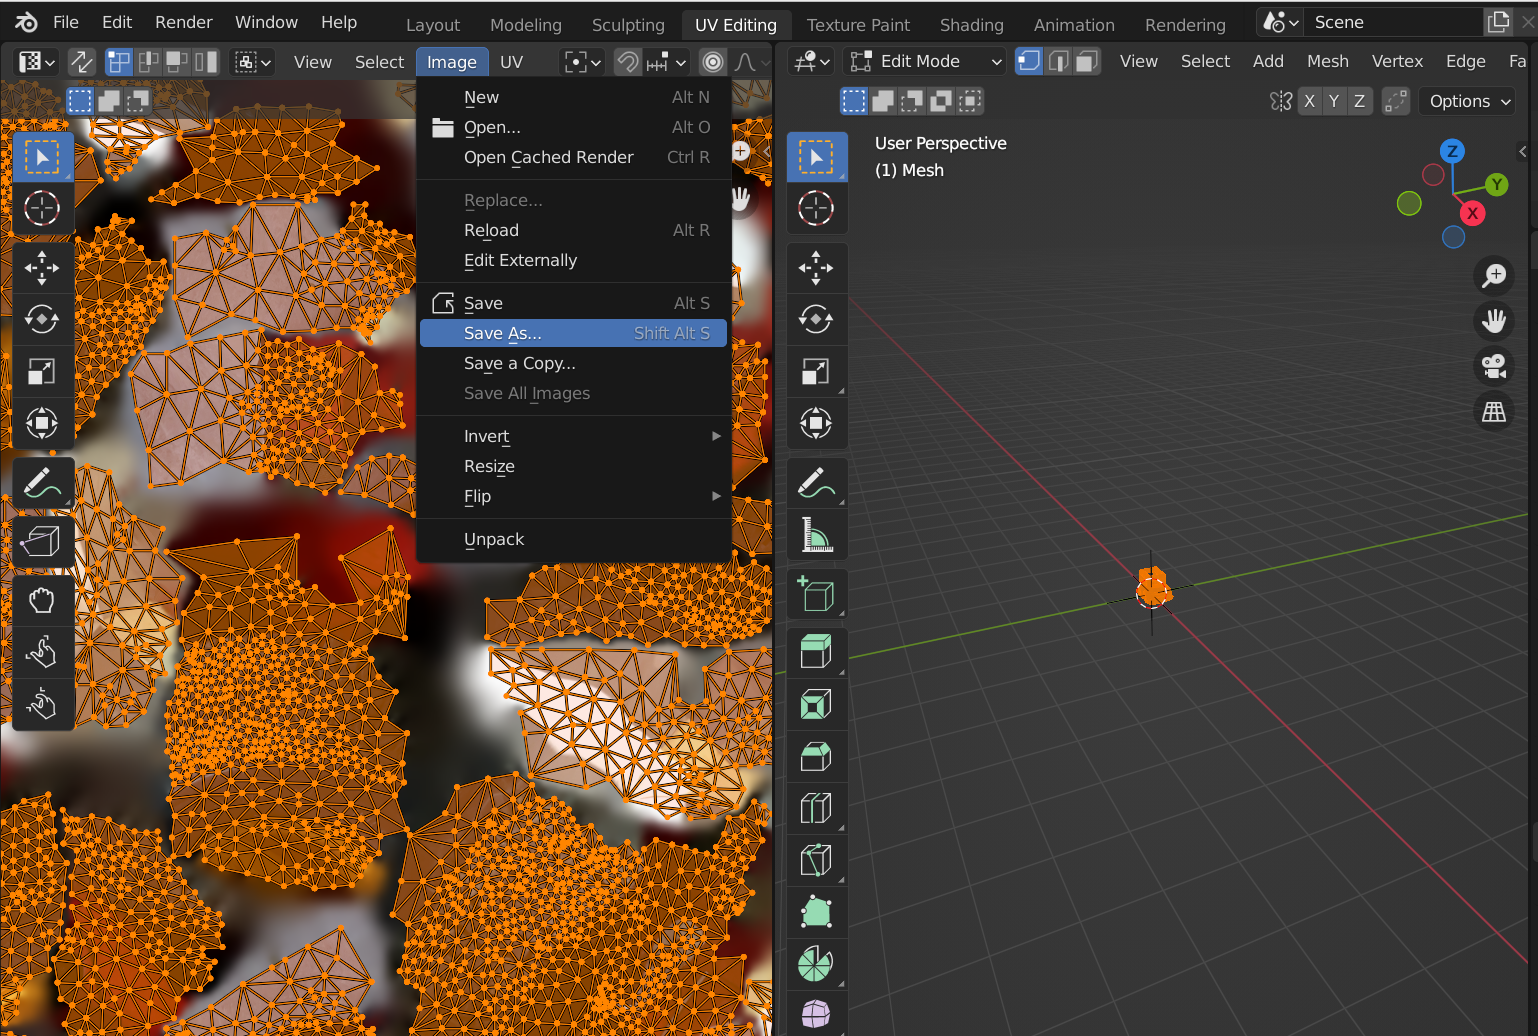 File Edit Render Window Help Layout Modeling Sculpting UV Editing Texture Paint Shading Animation Rendering Scene
View Select Image UV Edit Mode View Select Add Mesh Vertex Edge Fa
New Alt N
Open... Alt O
Open Cached Render Ctrl R
Replace...
Reload Alt R
Edit Externally
Save Alt S
Save As... Shift Alt S
Save a Copy...
Save All Images
Invert
Resize
Flip
Unpack
X Y Z Options
User Perspective
(1) Mesh
Z
Y
X